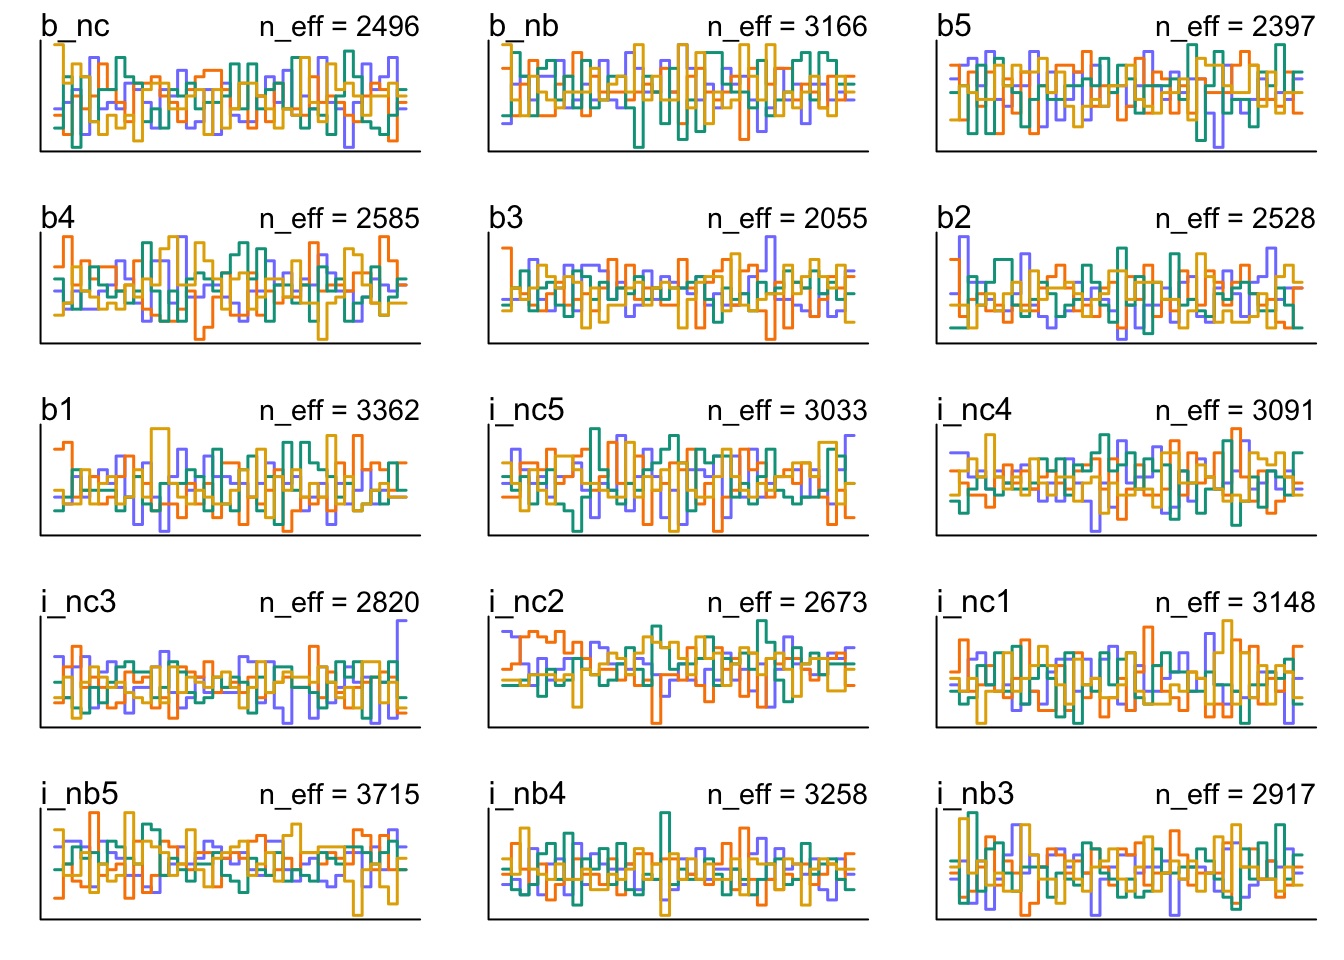 b_nc n_eff = 2496 b_nb n_eff = 3166 b5 n_eff = 2397
b4 n_eff = 2585 b3 n_eff = 2055 b2 n_eff = 2528
b1 n_eff = 3362 i_nc5 n_eff = 3033 i_nc4 n_eff = 3091
i_nc3 n_eff = 2820 i_nc2 n_eff = 2673 i_nc1 n_eff = 3148
i_nb5 n_eff = 3715 i_nb4 n_eff = 3258 i_nb3 n_eff = 2917